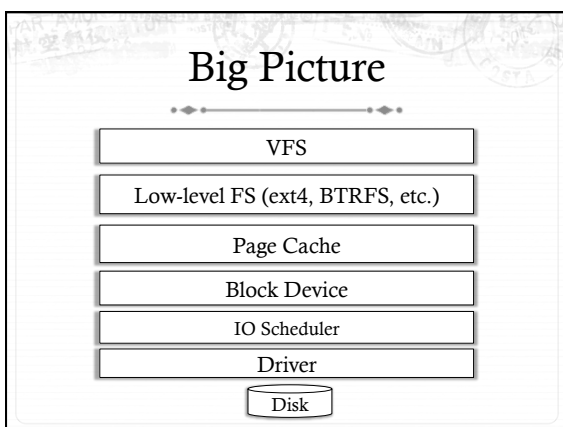 Big Picture
VFS
Low-level FS (ext4, BTRFS, etc.)
Page Cache
Block Device
IO Scheduler
Driver
Disk